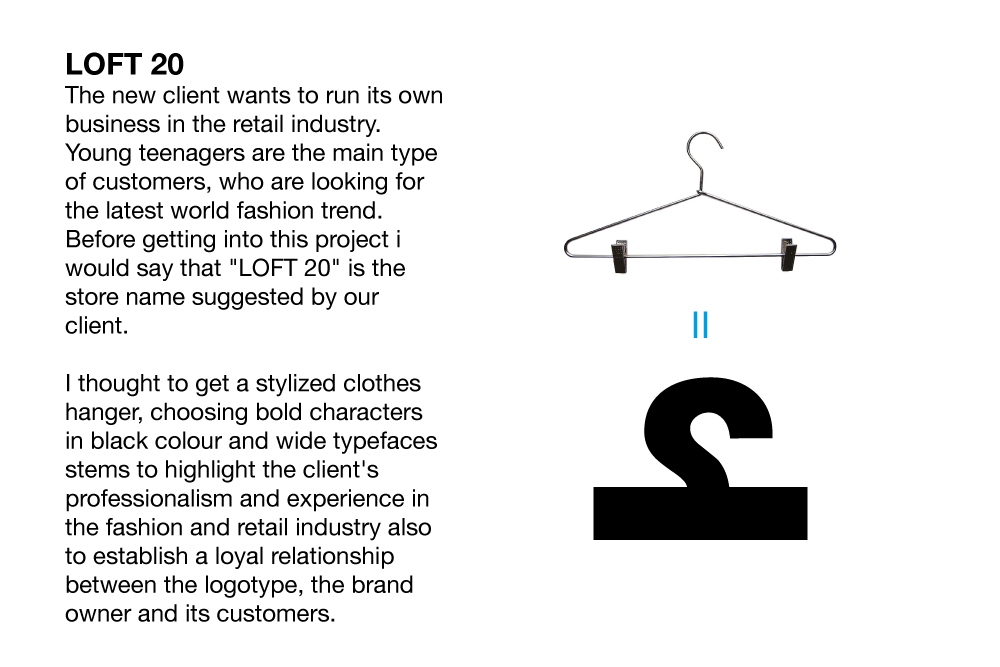 LOFT 20
The new client wants to run its own
business in the retail industry.
Young teenagers are the main type
of customers, who are looking for
the latest world fashion trend.
Before getting into this project i
would say that "LOFT 20" is the
store name suggested by our
client.
I thought to get a stylized clothes
hanger, choosing bold characters
in black colour and wide typefaces
stems to highlight the client's
professionalism and experience in
the fashion and retail industry also
to establish a loyal relationship
between the logotype, the brand
owner and its customers.